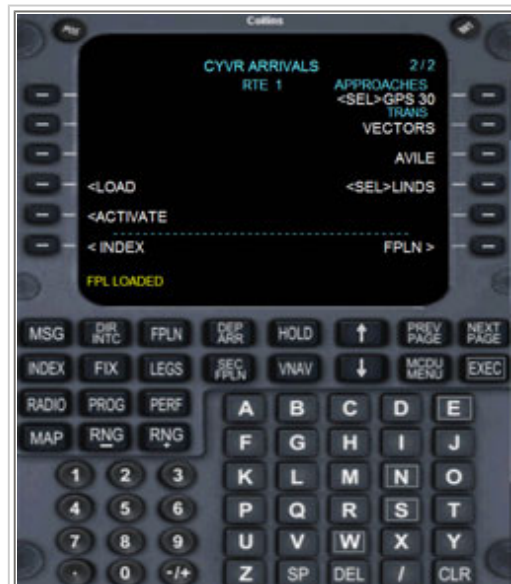 Collins
CYVR ARRIVALS 2/2
RTE 1 APPROACHES
<SEL>GPS 30
TRANS
VECTORS
AVILE
<LOAD <SEL>LINDS
<ACTIVATE
< INDEX FPLN >
FPL LOADED
MSG DIR INTC FPLN DEP ARR HOLD ↑ PREV PAGE NEXT PAGE
INDEX FIX LEGS SEC FPLN VNAV ↓ MCDU MENU EXEC
RADIO PROG PERF A B C D E
MAP RNG - RNG + F G H I J
1 2 3 K L M N O
4 5 6 P Q R S T
7 8 9 U V W X Y
. 0 -/+ Z SP DEL / CLR